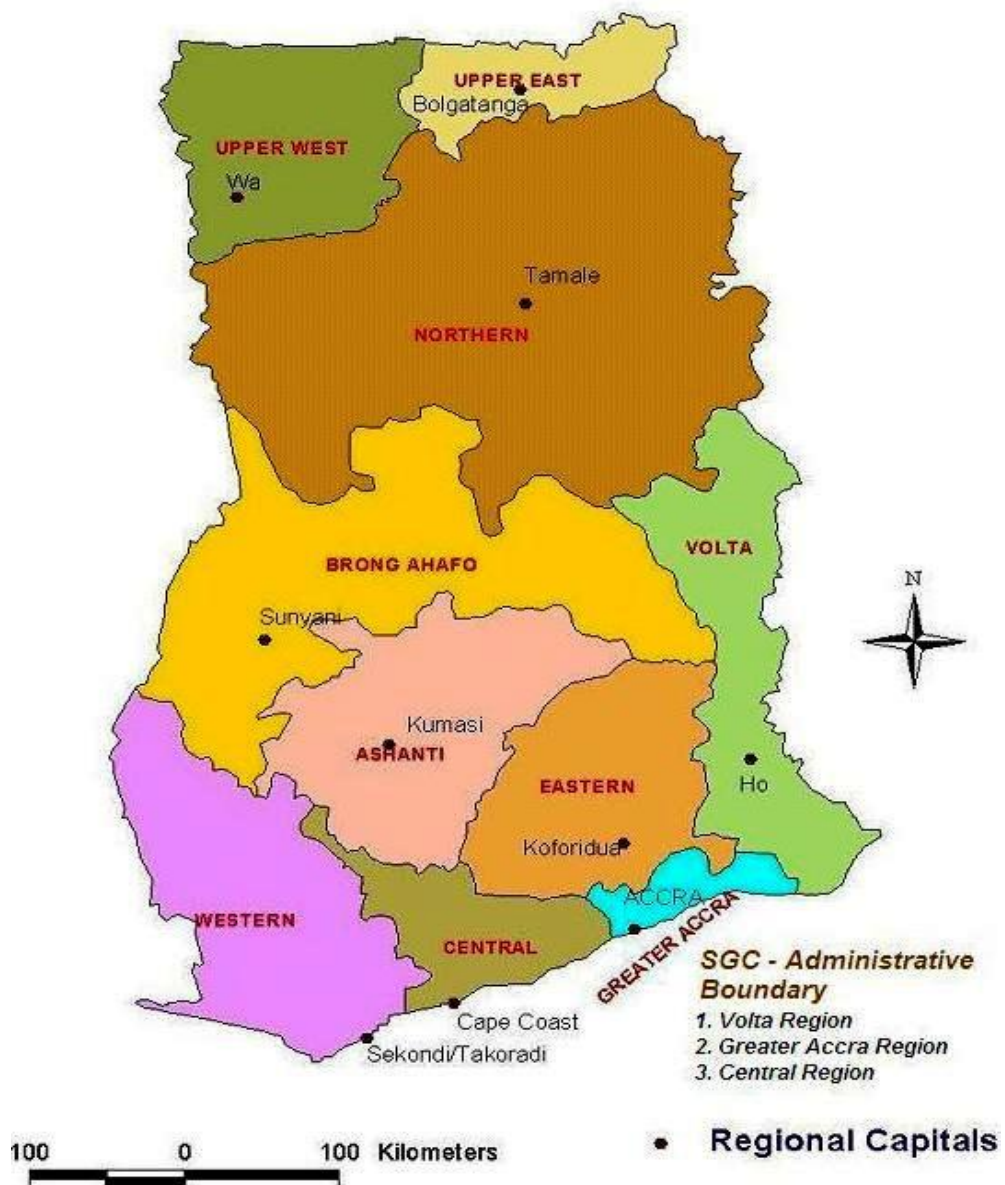 UPPER EAST
Bolgatanga
UPPER WEST
Wa
Tamale
NORTHERN
VOLTA
BRONG AHAFO
N
Sunyani
Kumasi
ASHANTI
EASTERN
Ho
Koforidua
ACCRA
WESTERN
CENTRAL
GREATER ACCRA
SGC - Administrative
Boundary
1. Volta Region
2. Greater Accra Region
3. Central Region
Cape Coast
Sekondi/Takoradi
100 0 100 Kilometers
Regional Capitals